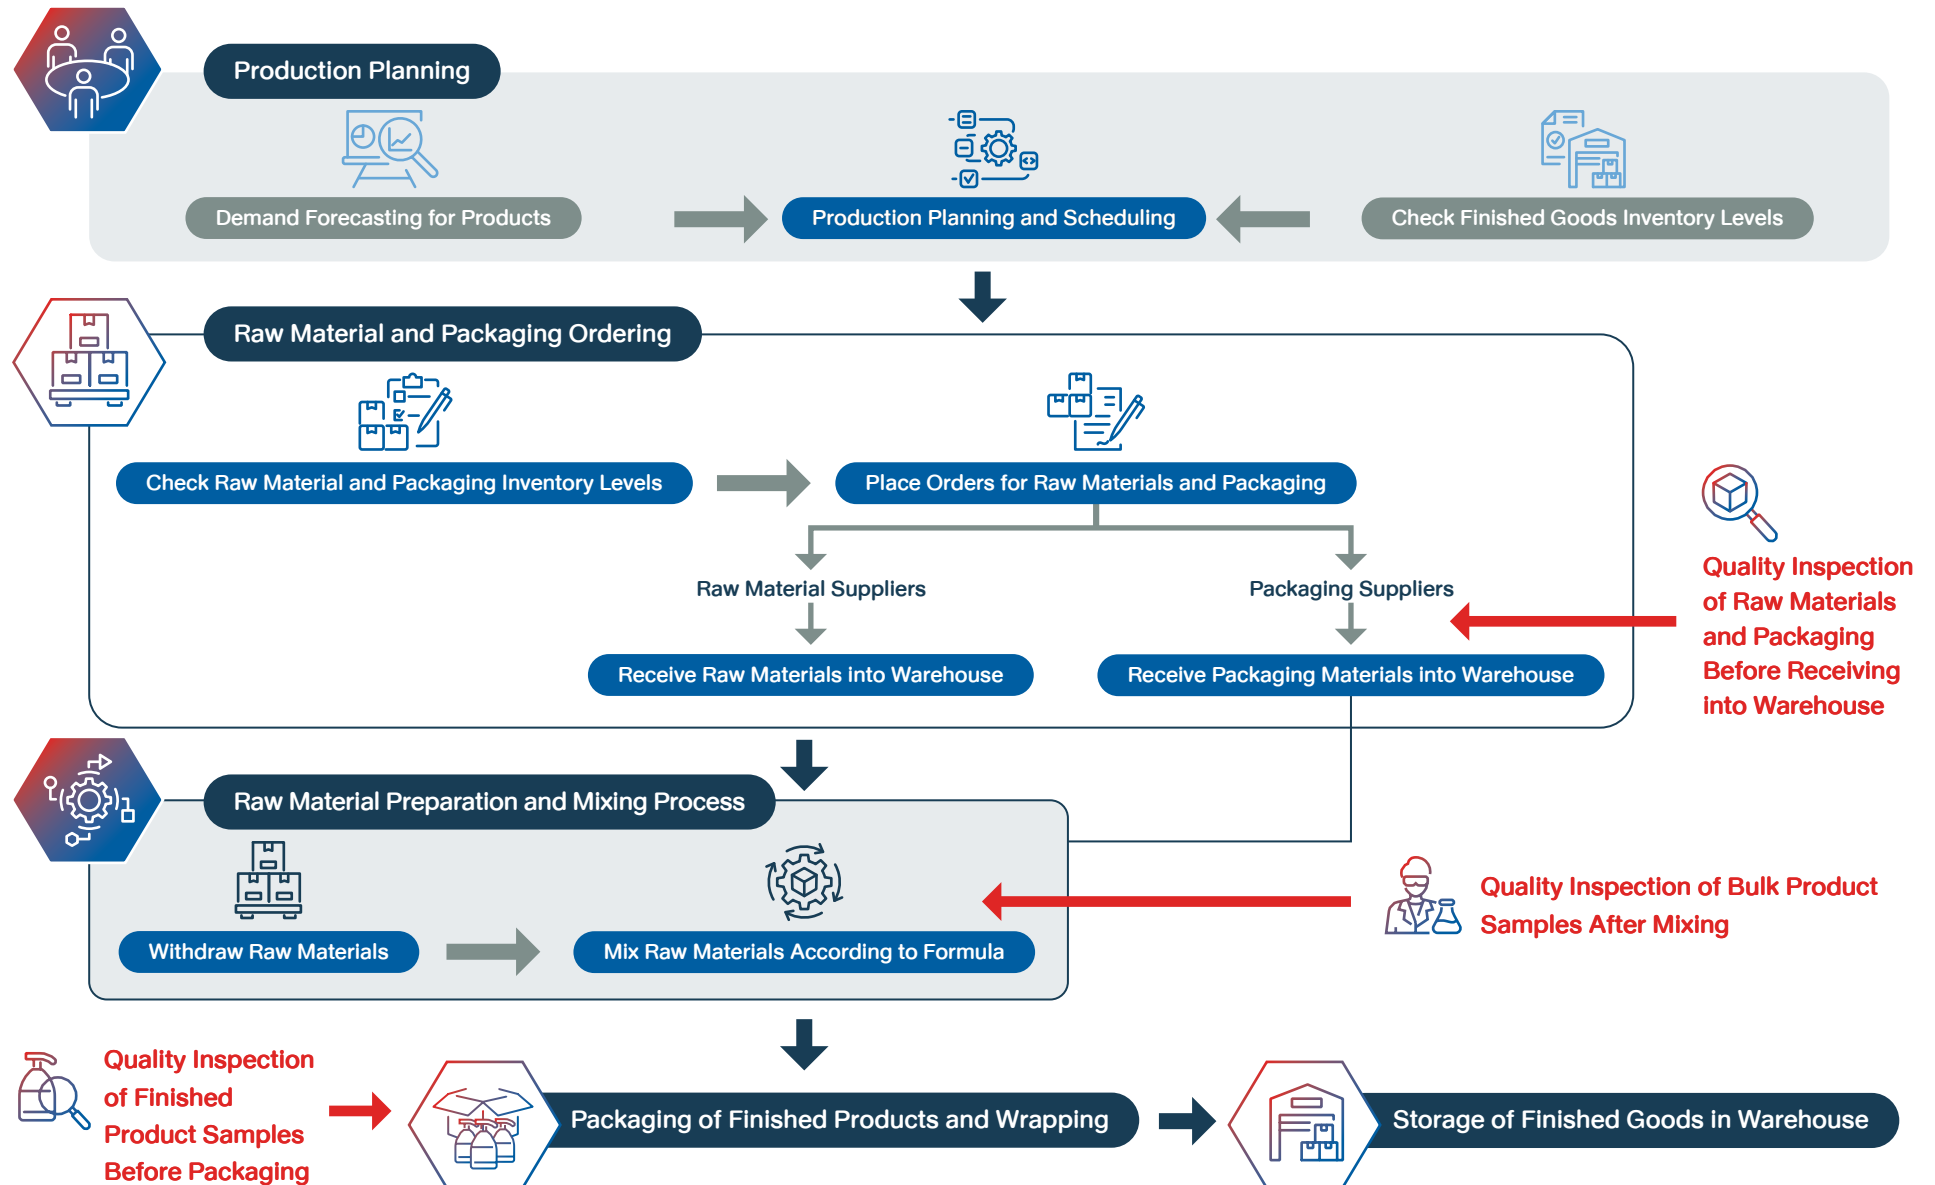 Production Planning
Demand Forecasting for Products
Production Planning and Scheduling
Check Finished Goods Inventory Levels
Raw Material and Packaging Ordering
Check Raw Material and Packaging Inventory Levels
Place Orders for Raw Materials and Packaging
Raw Material Suppliers
Packaging Suppliers
Receive Raw Materials into Warehouse
Receive Packaging Materials into Warehouse
Quality Inspection
of Raw Materials
and Packaging
Before Receiving
into Warehouse
Raw Material Preparation and Mixing Process
Withdraw Raw Materials
Mix Raw Materials According to Formula
Quality Inspection of Bulk Product
Samples After Mixing
Quality Inspection
of Finished
Product Samples
Before Packaging
Packaging of Finished Products and Wrapping
Storage of Finished Goods in Warehouse